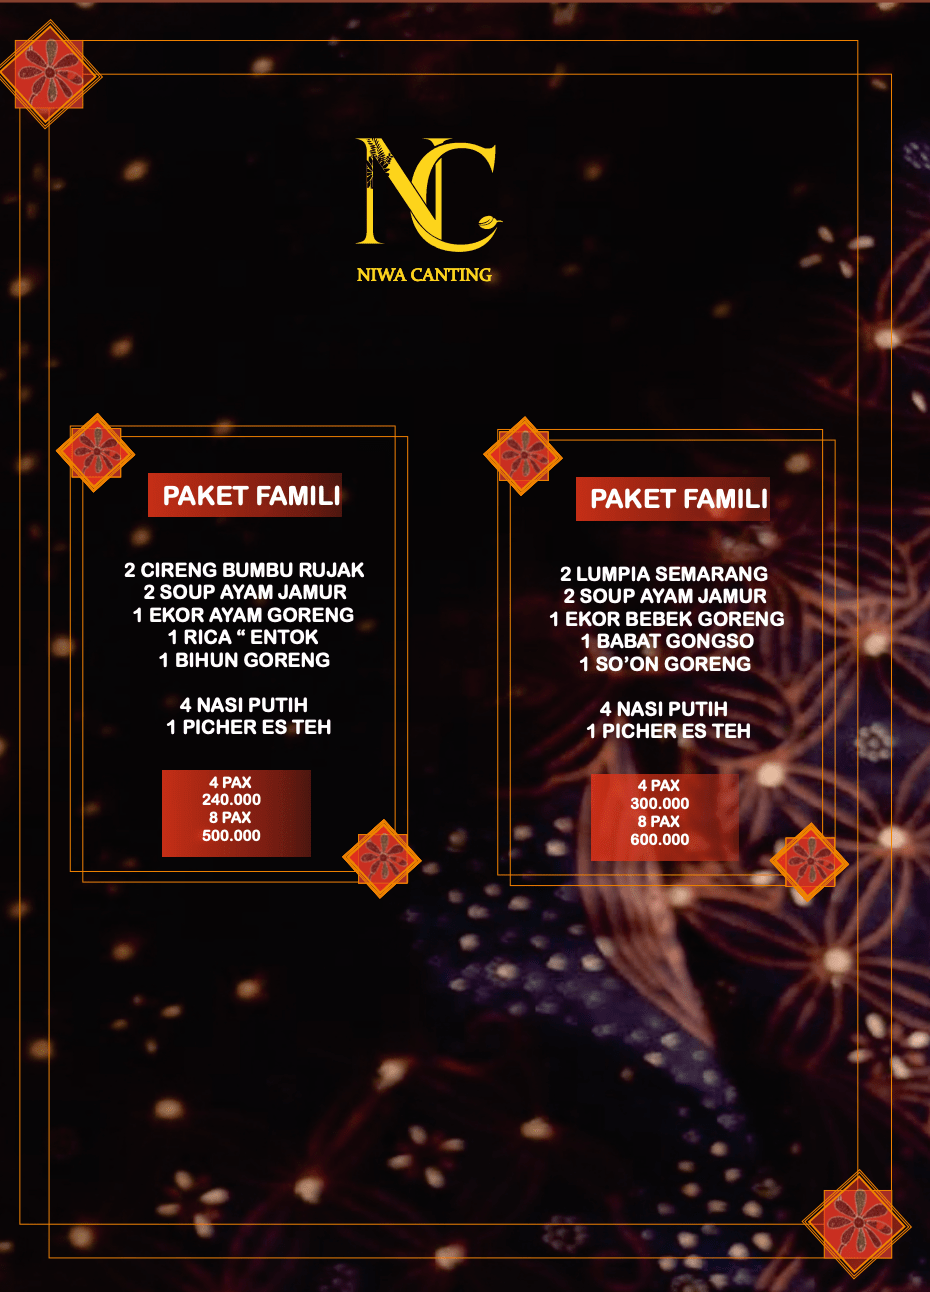 NC
NIWA CANTING
PAKET FAMILI
2 CIRENG BUMBU RUJAK
2 SOUP AYAM JAMUR
1 EKOR AYAM GORENG
1 RICA “ ENTOK
1 BIHUN GORENG
4 NASI PUTIH
1 PICHER ES TEH
4 PAX
240.000
8 PAX
500.000
PAKET FAMILI
2 LUMPIA SEMARANG
2 SOUP AYAM JAMUR
1 EKOR BEBEK GORENG
1 BABAT GONGSO
1 SO’ON GORENG
4 NASI PUTIH
1 PICHER ES TEH
4 PAX
300.000
8 PAX
600.000